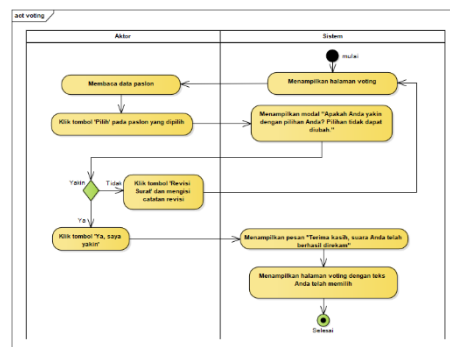 act voting
Aktor
Sistem
mulai
Menampilkan halaman voting
Membaca data paslon
Klik tombol 'Pilih' pada paslon yang dipilih
Menampilkan modal "Apakah Anda yakin
dengan pilihan Anda? Pilihan tidak dapat
diubah."
Yakin
Tidak
Klik tombol 'Revisi
Surat' dan mengisi
catatan revisi
Ya
Klik tombol 'Ya, saya
yakin'
Menampilkan pesan "Terima kasih, suara Anda telah
berhasil direkam"
Menampilkan halaman voting dengan teks
Anda telah memilih
Selesai